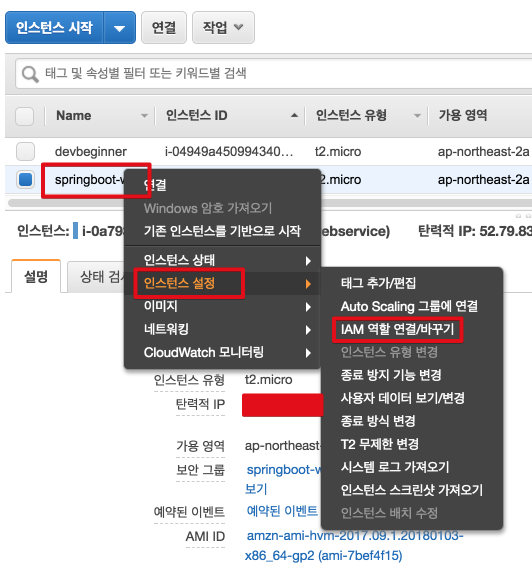 인스턴스 시작
연결
작업
태그 및 속성별 필터 또는 키워드별 검색
Name
인스턴스 ID
인스턴스 유형
가용 영역
devbeginner
i-04949a450994340...
t2.micro
ap-northeast-2a
springboot-w
t2.micro
ap-northeast-2a
연결
Windows 암호 가져오기
기존 인스턴스를 기반으로 시작
인스턴스 상태
인스턴스 설정
이미지
네트워킹
CloudWatch 모니터링
인스턴스:
i-0a79
ebservice)
탄력적 IP: 52.79.83
설명
상태 검사
태그 추가/편집
Auto Scaling 그룹에 연결
IAM 역할 연결/바꾸기
인스턴스 유형 변경
종료 방지 기능 변경
사용자 데이터 보기/변경
종료 방식 변경
T2 무제한 변경
시스템 로그 가져오기
인스턴스 스크린샷 가져오기
인스턴스 배치 수정
인스턴스 유형
t2.micro
탄력적 IP
가용 영역
ap-northeast-
보안 그룹
springboot-w
보기
예약된 이벤트
예약된 이벤트
AMI ID
amzn-ami-hvm-2017.09.1.20180103-
x86_64-gp2 (ami-7bef4f15)